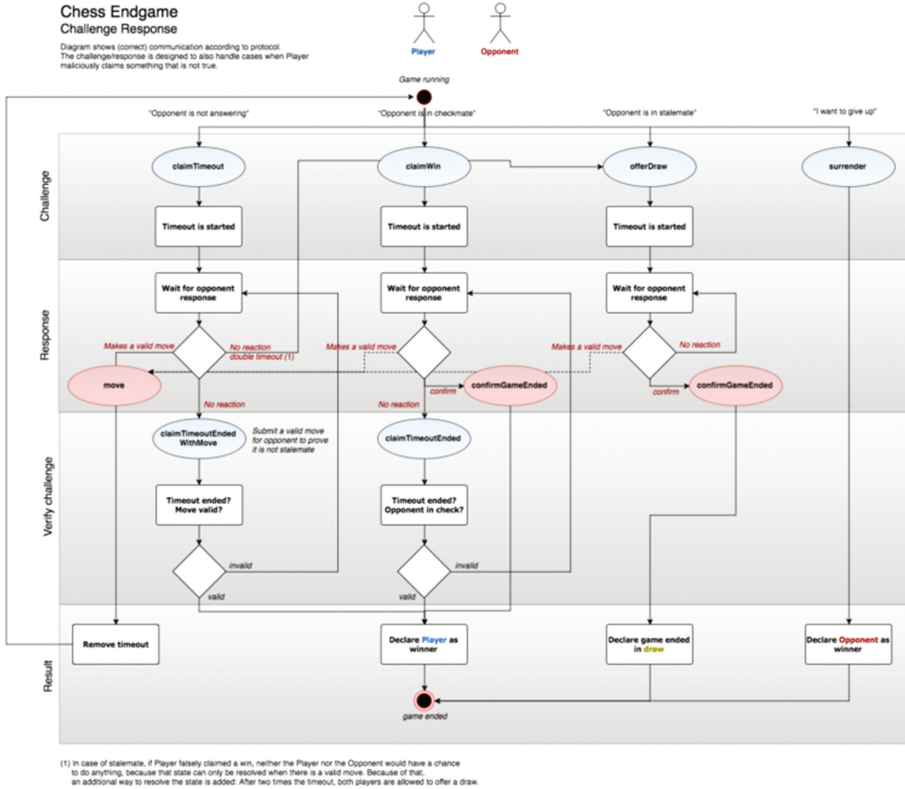 Chess Endgame
Challenge Response
Diagram shows (correct) communication according to protocol.
The challenge/response is designed to also handle cases when Player
maliciously claims something that is not true.
Player
Opponent
Game running
"Opponent is not answering"
"Opponent is in checkmate"
"Opponent is in stalemate"
"I want to give up"
Challenge
claimTimeout
claimWin
offerDraw
surrender
Timeout is started
Timeout is started
Timeout is started
Response
Wait for opponent
response
Wait for opponent
response
Wait for opponent
response
Makes a valid move
No reaction
double timeout (1)
Makes a valid move
Makes a valid move
No reaction
move
confirm
confirmGameEnded
confirm
confirmGameEnded
No reaction
No reaction
Verify challenge
claimTimeoutEnded
WithMove
Submit a valid move
for opponent to prove
it is not stalemate
claimTimeoutEnded
Timeout ended?
Move valid?
Timeout ended?
Opponent in check?
invalid
invalid
valid
valid
Result
Remove timeout
Declare Player as
winner
Declare game ended
in draw
Declare Opponent as
winner
game ended
(1) In case of stalemate, if Player falsely claimed a win, neither the Player nor the Opponent would have a chance
to do anything, because that state can only be resolved when there is a valid move. Because of that,
an additional way to resolve the state is added: After two times the timeout, both players are allowed to offer a draw.